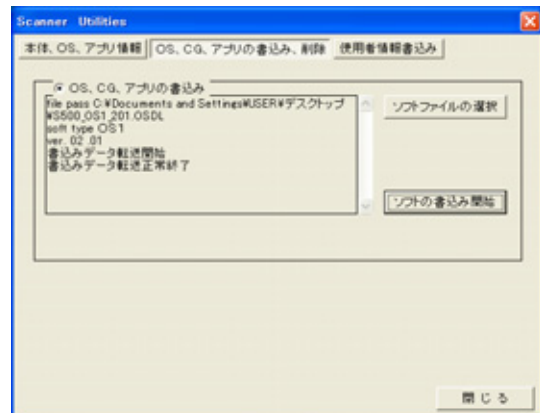 Scanner Utilities
本体、OS、アプリ情報 OS、CG、アプリの書込み、削除 使用者情報書込み
OS、CG、アプリの書込み
file pass C:¥Documents and Settings¥USER¥デスクトップ
¥S500_OS1_201.OSDL
soft type OS1
ver. 02 .01
書込みデータ転送開始
書込みデータ転送正常終了
ソフトファイルの選択
ソフトの書込み開始
閉じる